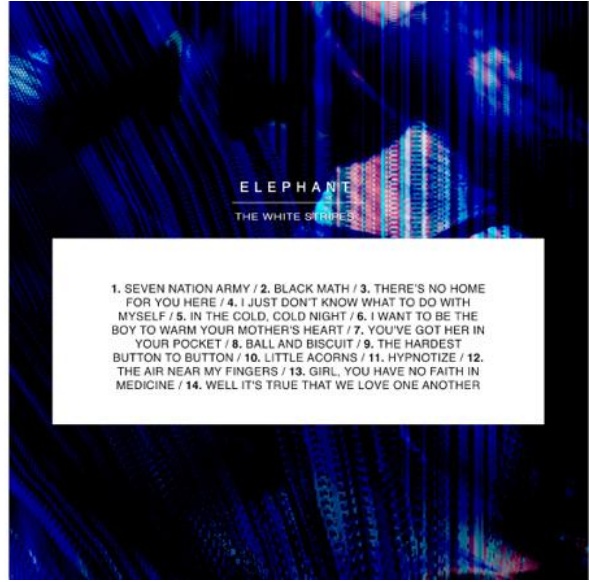 ELEPHANT
THE WHITE STRIPES
1. SEVEN NATION ARMY / 2. BLACK MATH / 3. THERE'S NO HOME
FOR YOU HERE / 4. I JUST DON'T KNOW WHAT TO DO WITH
MYSELF / 5. IN THE COLD, COLD NIGHT / 6. I WANT TO BE THE
BOY TO WARM YOUR MOTHER'S HEART / 7. YOU'VE GOT HER IN
YOUR POCKET / 8. BALL AND BISCUIT / 9. THE HARDEST
BUTTON TO BUTTON / 10. LITTLE ACORNS / 11. HYPNOTIZE / 12.
THE AIR NEAR MY FINGERS / 13. GIRL, YOU HAVE NO FAITH IN
MEDICINE / 14. WELL IT'S TRUE THAT WE LOVE ONE ANOTHER